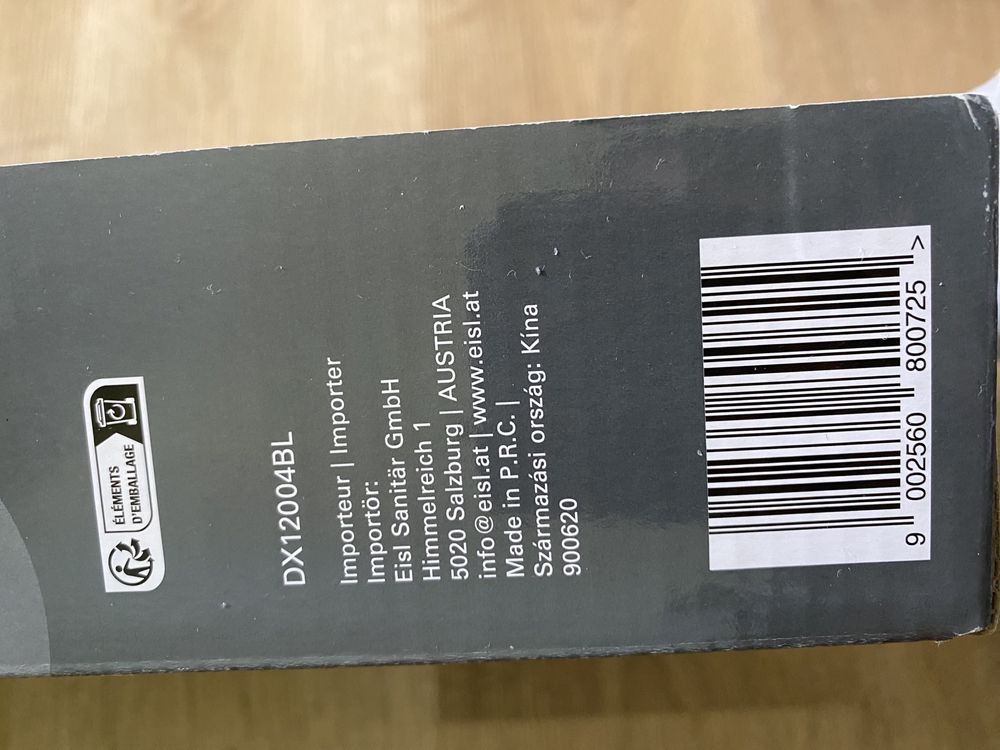 ÉLÉMENTS
D'EMBALLAGE
DX12004BL
Importeur | Importer
Importőr:
Eisl Sanitär GmbH
Himmelreich 1
5020 Salzburg | AUSTRIA
info@eisl.at | www.eisl.at
Made in P.R.C. |
Származási ország: Kína
900620
9 002560 800725 >